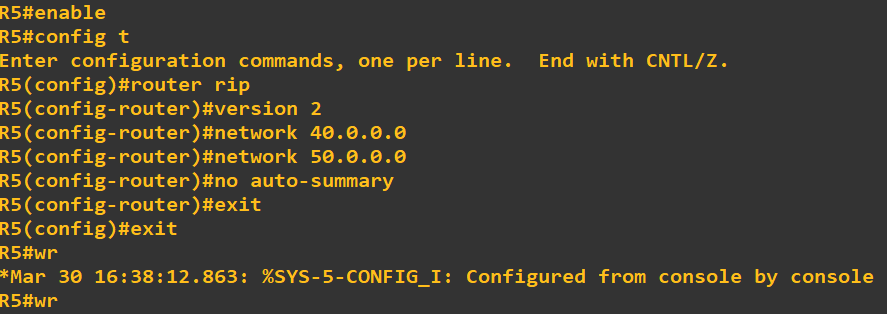 R5#enable
R5#config t
Enter configuration commands, one per line.  End with CNTL/Z.
R5(config)#router rip
R5(config-router)#version 2
R5(config-router)#network 40.0.0.0
R5(config-router)#network 50.0.0.0
R5(config-router)#no auto-summary
R5(config-router)#exit
R5(config)#exit
R5#wr
*Mar 30 16:38:12.863: %SYS-5-CONFIG_I: Configured from console by console
R5#wr